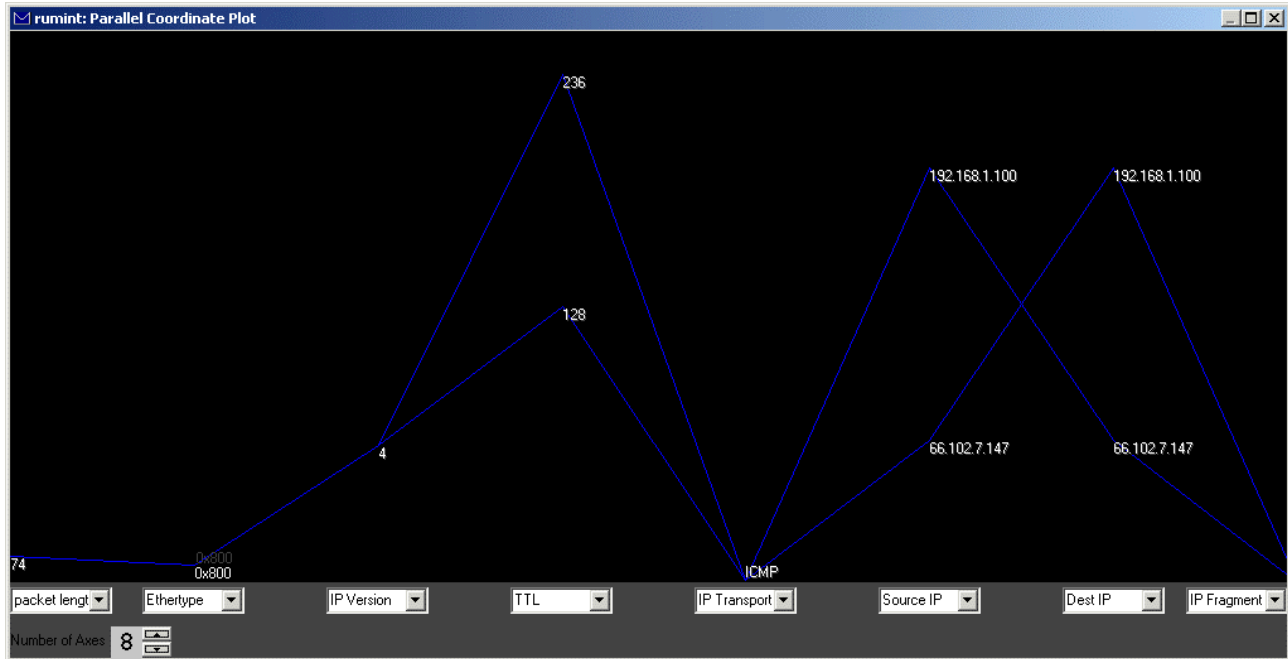 rumint: Parallel Coordinate Plot
236
192.168.1.100 192.168.1.100
128
4 66.102.7.147 66.102.7.147
0x800
74
0x800 ICMP
packet lengt Ethertype IP Version TTL IP Transport Source IP Dest IP IP Fragment
Number of Axes 8